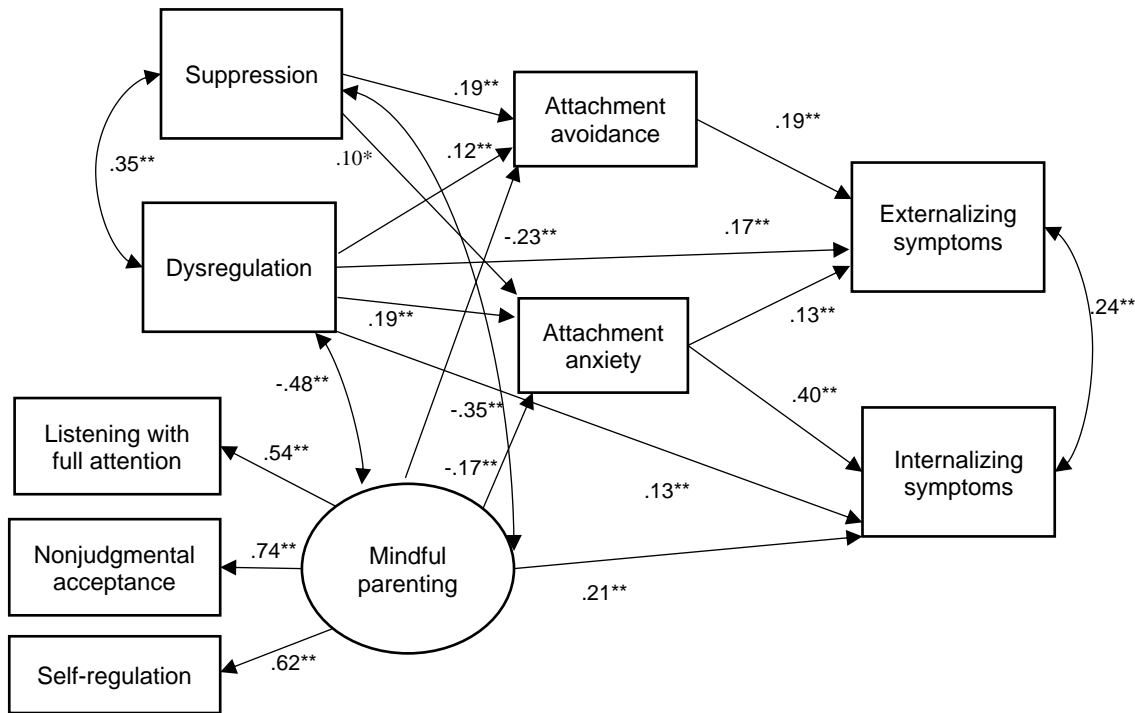 Suppression
.19**
Attachment
avoidance
.19**
.35**
.10*
.12**
Dysregulation
-.23**
.17**
Externalizing
symptoms
.19**
Attachment
anxiety
.13**
.24**
-.48**
-.35**
.40**
Listening with
full attention
.54**
-.17**
.13**
Internalizing
symptoms
Nonjudgmental
acceptance
.74**
Mindful
parenting
.21**
Self-regulation
.62**